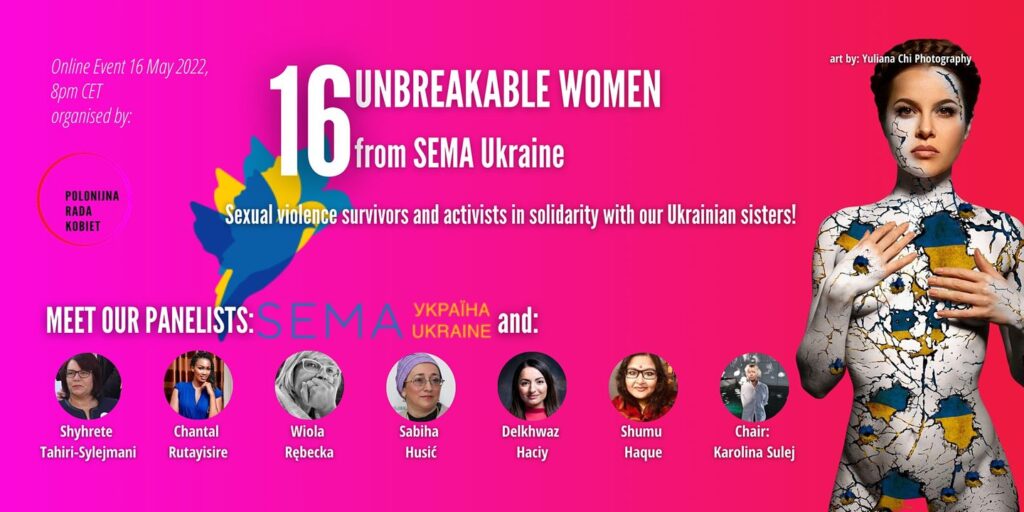 Online Event 16 May 2022,
8pm CET
organised by:
POLONIJNA
RADA
KOBIET
16 UNBREAKABLE WOMEN
from SEMA Ukraine
Sexual violence survivors and activists in solidarity with our Ukrainian sisters!
art by: Yuliana Chi Photography
MEET OUR PANELISTS: SEMA УКРАЇНА UKRAINE and:
Shyhrete
Tahiri-Sylejmani
Chantal
Rutayisire
Wiola
Rębecka
Sabiha
Husić
Delkhwaz
Haciy
Shumu
Haque
Chair:
Karolina Sulej